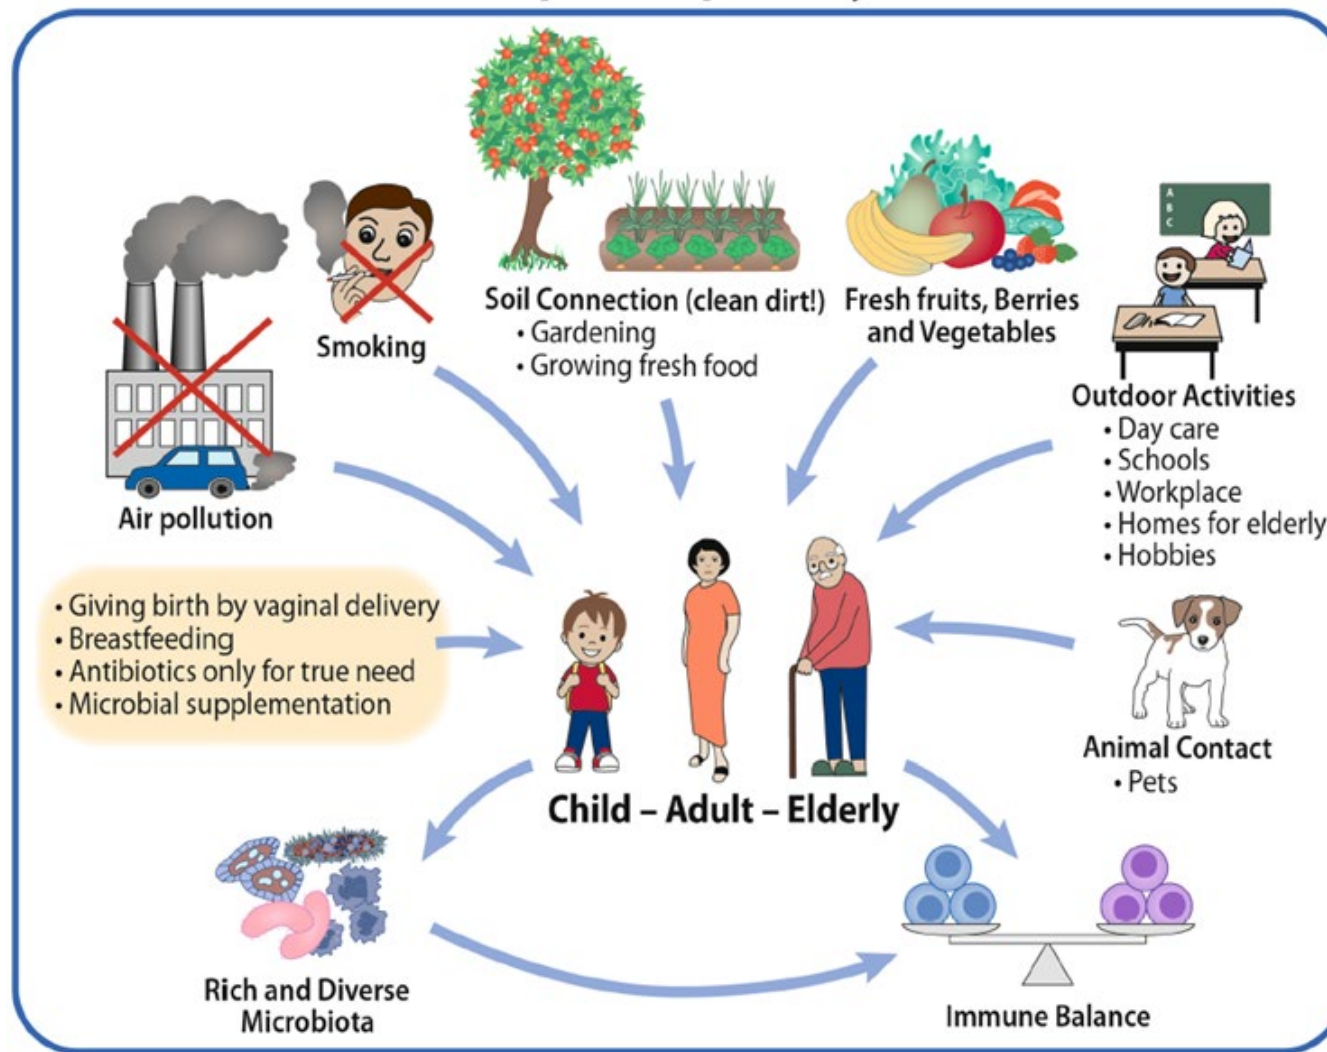 Smoking
Soil Connection (clean dirt!)
• Gardening
• Growing fresh food
Fresh fruits, Berries
and Vegetables
A
B
C
Outdoor Activities
• Day care
• Schools
• Workplace
• Homes for elderly
• Hobbies
Air pollution
• Giving birth by vaginal delivery
• Breastfeeding
• Antibiotics only for true need
• Microbial supplementation
Animal Contact
• Pets
Child – Adult – Elderly
Rich and Diverse
Microbiota
Immune Balance